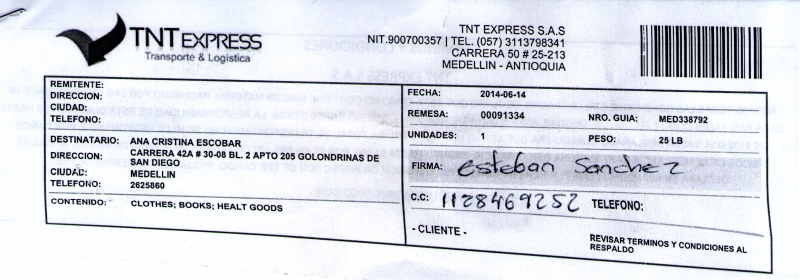 TNT EXPRESS
Transporte & Logística
TNT EXPRESS S.A.S
NIT.900700357 | TEL. (057) 3113798341
CARRERA 50 # 25-213
MEDELLIN - ANTIOQUIA
REMITENTE:
DIRECCION:
CIUDAD:
TELEFONO:
DESTINATARIO: ANA CRISTINA ESCOBAR
DIRECCION: CARRERA 42A # 30-08 BL. 2 APTO 205 GOLONDRINAS DE
SAN DIEGO
CIUDAD: MEDELLIN
TELEFONO: 2625860
CONTENIDO: CLOTHES; BOOKS; HEALT GOODS
FECHA: 2014-06-14
REMESA: 00091334 NRO. GUIA: MED338792
UNIDADES: 1 PESO: 25 LB
FIRMA: esteban Sanchez
C.C: 1128469252 TELEFONO:
- CLIENTE -
REVISAR TERMINOS Y CONDICIONES AL
RESPALDO